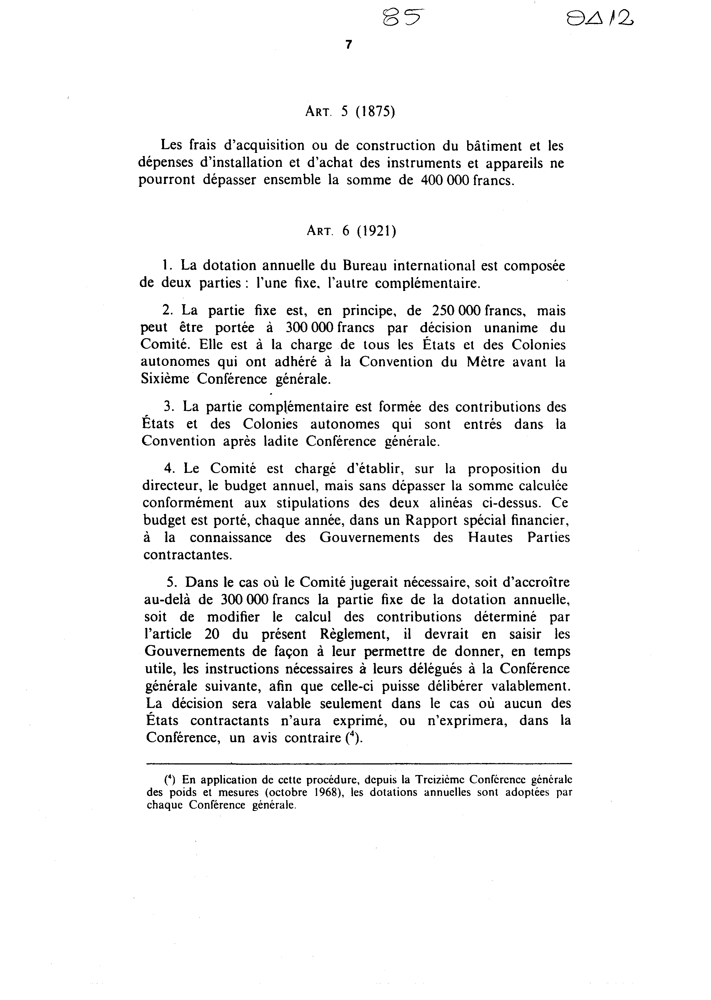 85 ΘΔ12
7
ART. 5 (1875)
Les frais d'acquisition ou de construction du bâtiment et les
dépenses d'installation et d'achat des instruments et appareils ne
pourront dépasser ensemble la somme de 400 000 francs.
ART. 6 (1921)
1. La dotation annuelle du Bureau international est composée
de deux parties : l'une fixe, l'autre complémentaire.
2. La partie fixe est, en principe, de 250 000 francs, mais
peut être portée à 300 000 francs par décision unanime du
Comité. Elle est à la charge de tous les États et des Colonies
autonomes qui ont adhéré à la Convention du Mètre avant la
Sixième Conférence générale.
3. La partie complémentaire est formée des contributions des
États et des Colonies autonomes qui sont entrés dans la
Convention après ladite Conférence générale.
4. Le Comité est chargé d'établir, sur la proposition du
directeur, le budget annuel, mais sans dépasser la somme calculée
conformément aux stipulations des deux alinéas ci-dessus. Ce
budget est porté, chaque année, dans un Rapport spécial financier,
à la connaissance des Gouvernements des Hautes Parties
contractantes.
5. Dans le cas où le Comité jugerait nécessaire, soit d'accroître
au-delà de 300 000 francs la partie fixe de la dotation annuelle,
soit de modifier le calcul des contributions déterminé par
l'article 20 du présent Règlement, il devrait en saisir les
Gouvernements de façon à leur permettre de donner, en temps
utile, les instructions nécessaires à leurs délégués à la Conférence
générale suivante, afin que celle-ci puisse délibérer valablement.
La décision sera valable seulement dans le cas où aucun des
États contractants n'aura exprimé, ou n'exprimera, dans la
Conférence, un avis contraire (⁴).
(⁴) En application de cette procédure, depuis la Treizième Conférence générale
des poids et mesures (octobre 1968), les dotations annuelles sont adoptées par
chaque Conférence générale.